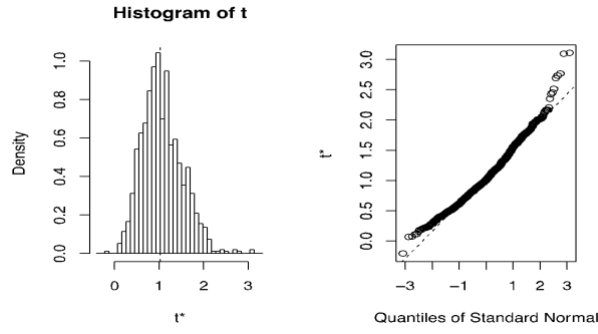 Histogram of t
Density
0.0 0.2 0.4 0.6 0.8 1.0
0 1 2 3
t*
t*
0.0 0.5 1.0 1.5 2.0 2.5 3.0
−3 −1 1 2 3
Quantiles of Standard Normal